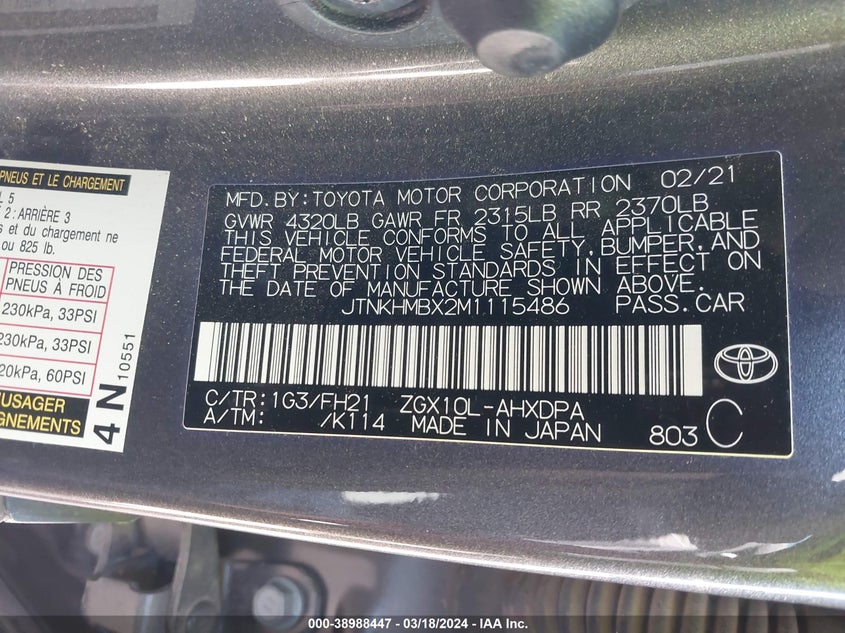 PNEUS ET LE CHARGEMENT
L 5
2 : ARRIÈRE 3
s et du chargement ne
ou 825 lb.
PRESSION DES
PNEUS À FROID
230kPa, 33PSI
230kPa, 33PSI
20kPa, 60PSI
USAGER
GNEMENTS
4 N 10551
MFD. BY: TOYOTA MOTOR CORPORATION 02/21
GVWR 4320LB GAWR FR 2315LB RR 2370LB
THIS VEHICLE CONFORMS TO ALL APPLICABLE
FEDERAL MOTOR VEHICLE SAFETY, BUMPER, AND
THEFT PREVENTION STANDARDS IN EFFECT ON
THE DATE OF MANUFACTURE SHOWN ABOVE.
JTNKHMBX2M1115486 PASS. CAR
C/TR: 1G3/FH21 ZGX10L-AHXDPA
A/TM: /K114 MADE IN JAPAN 803 C
000-38988447 - 03/18/2024 - IAA Inc.